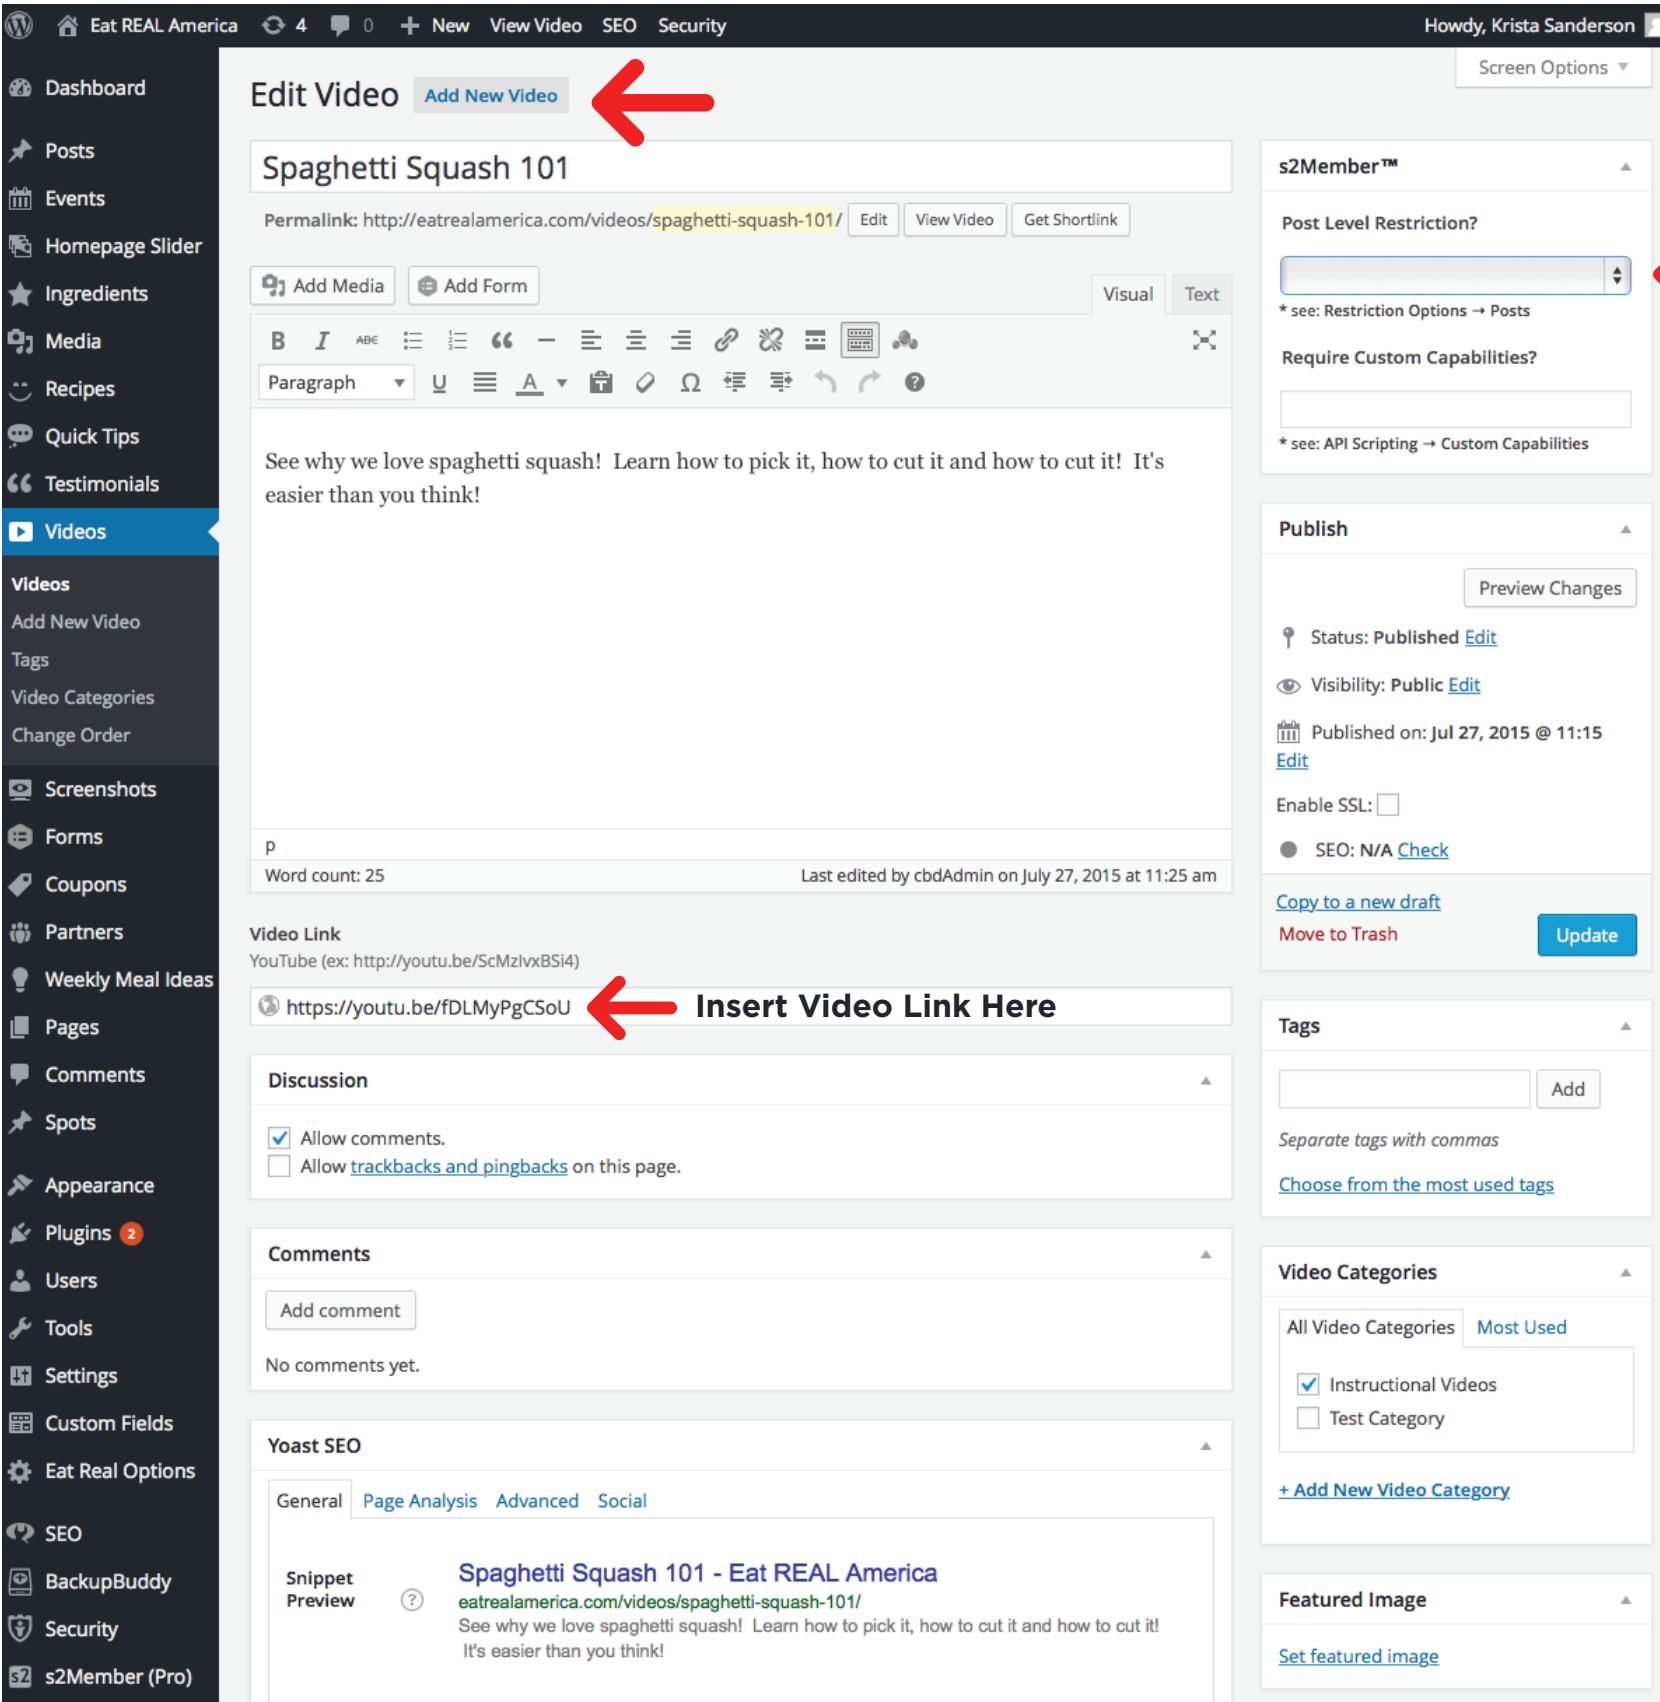 Eat REAL America 4 0 + New View Video SEO Security Howdy, Krista Sanderson
Screen Options
Dashboard
Posts
Events
Homepage Slider
Ingredients
Media
Recipes
Quick Tips
Testimonials
Videos
Videos
Add New Video
Tags
Video Categories
Change Order
Screenshots
Forms
Coupons
Partners
Weekly Meal Ideas
Pages
Comments
Spots
Appearance
Plugins 2
Users
Tools
Settings
Custom Fields
Eat Real Options
SEO
BackupBuddy
Security
s2 s2Member (Pro)
Edit Video Add New Video
Spaghetti Squash 101
Permalink: http://eatrealamerica.com/videos/spaghetti-squash-101/ Edit View Video Get Shortlink
Add Media Add Form Visual Text
B I ABC
Paragraph U A T Ω ?
See why we love spaghetti squash! Learn how to pick it, how to cut it and how to cut it! It's
easier than you think!
p
Word count: 25 Last edited by cbdAdmin on July 27, 2015 at 11:25 am
Video Link
YouTube (ex: http://youtu.be/ScMzIvxBSi4)
https://youtu.be/fDLMyPgCSoU Insert Video Link Here
Discussion
Allow comments.
Allow trackbacks and pingbacks on this page.
Comments
Add comment
No comments yet.
Yoast SEO
General Page Analysis Advanced Social
Snippet
Preview ?
Spaghetti Squash 101 - Eat REAL America
eatrealamerica.com/videos/spaghetti-squash-101/
See why we love spaghetti squash! Learn how to pick it, how to cut it and how to cut it!
It's easier than you think!
s2Member™
Post Level Restriction?
* see: Restriction Options → Posts
Require Custom Capabilities?
* see: API Scripting → Custom Capabilities
Publish
Preview Changes
Status: Published Edit
Visibility: Public Edit
Published on: Jul 27, 2015 @ 11:15
Edit
Enable SSL:
SEO: N/A Check
Copy to a new draft
Move to Trash Update
Tags
Add
Separate tags with commas
Choose from the most used tags
Video Categories
All Video Categories Most Used
Instructional Videos
Test Category
+ Add New Video Category
Featured Image
Set featured image